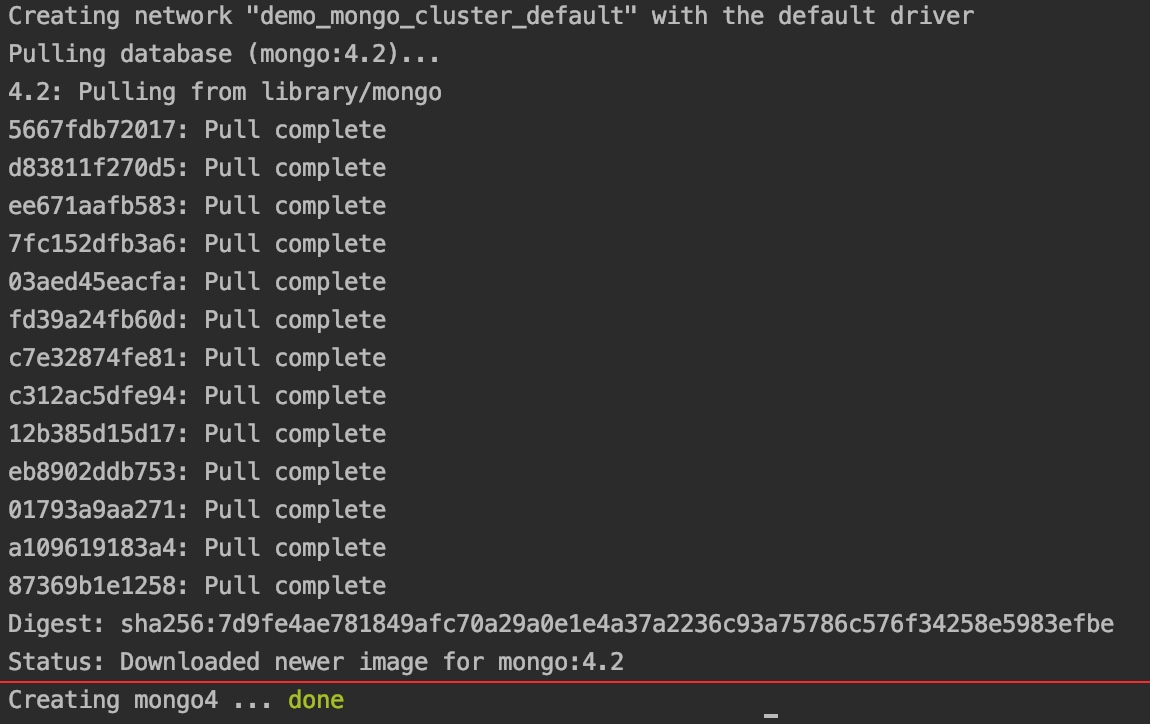 Creating network "demo_mongo_cluster_default" with the default driver
Pulling database (mongo:4.2)...
4.2: Pulling from library/mongo
5667fdb72017: Pull complete
d83811f270d5: Pull complete
ee671aafb583: Pull complete
7fc152dfb3a6: Pull complete
03aed45eacfa: Pull complete
fd39a24fb60d: Pull complete
c7e32874fe81: Pull complete
c312ac5dfe94: Pull complete
12b385d15d17: Pull complete
eb8902ddb753: Pull complete
01793a9aa271: Pull complete
a109619183a4: Pull complete
87369b1e1258: Pull complete
Digest: sha256:7d9fe4ae781849afc70a29a0e1e4a37a2236c93a75786c576f34258e5983efbe
Status: Downloaded newer image for mongo:4.2
Creating mongo4 ... done